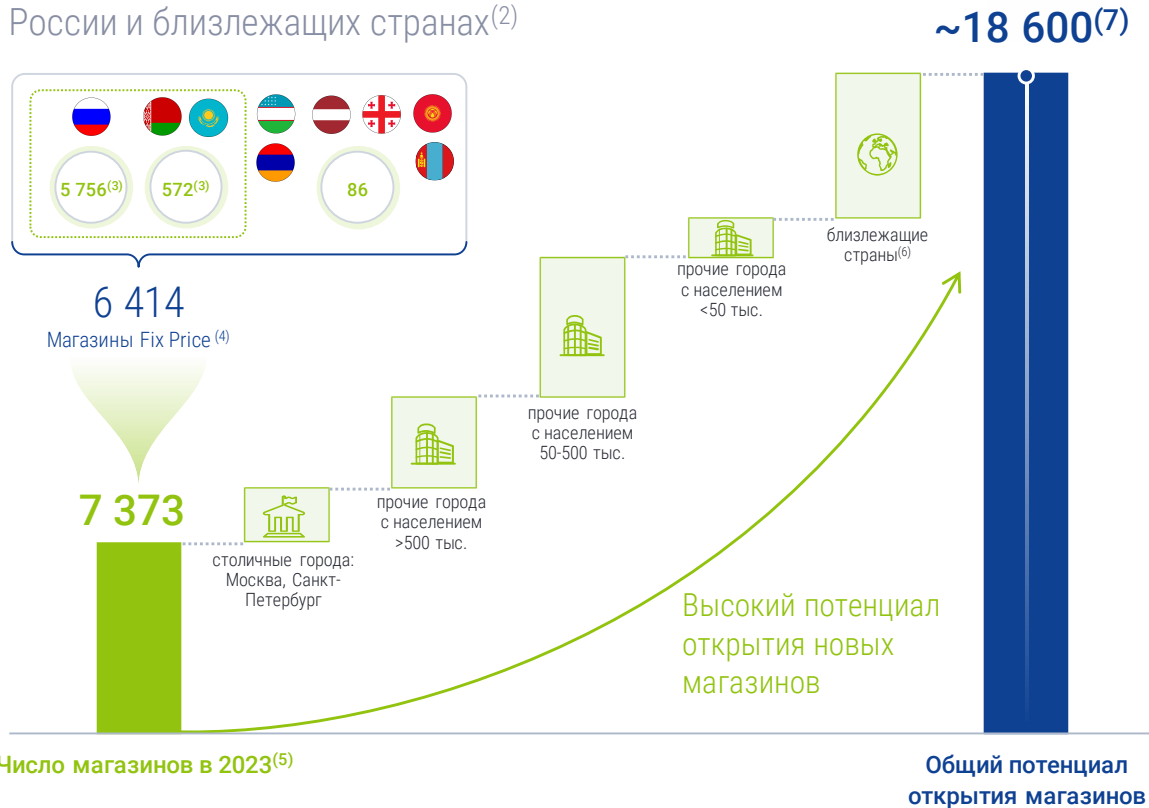 России и близлежащих странах(2)
~18 600(7)
5 756(3)
572(3)
86
6 414
Магазины Fix Price (4)
7 373
столичные города:
Москва, Санкт-
Петербург
прочие города
с населением
>500 тыс.
прочие города
с населением
50-500 тыс.
прочие города
с населением
<50 тыс.
близлежащие
страны(6)
Высокий потенциал
открытия новых
магазинов
Число магазинов в 2023(5)
Общий потенциал
открытия магазинов